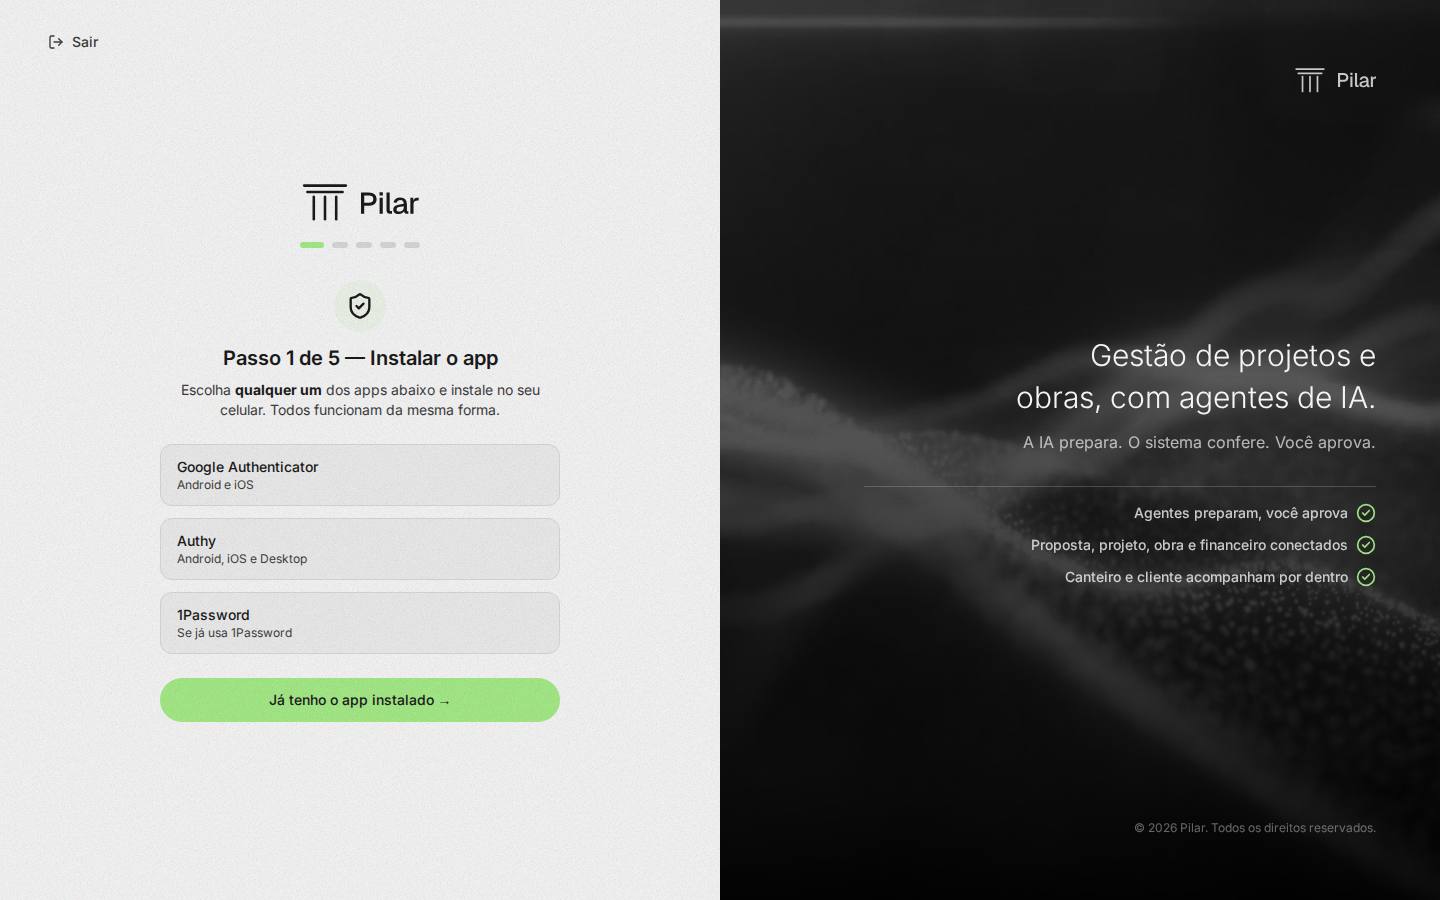 Sair
Pilar
Passo 1 de 5 — Instalar o app
Escolha qualquer um dos apps abaixo e instale no seu
celular. Todos funcionam da mesma forma.
Google Authenticator
Android e iOS
Authy
Android, iOS e Desktop
1Password
Se já usa 1Password
Já tenho o app instalado →
Pilar
Gestão de projetos e
obras, com agentes de IA.
A IA prepara. O sistema confere. Você aprova.
Agentes preparam, você aprova
Proposta, projeto, obra e financeiro conectados
Canteiro e cliente acompanham por dentro
© 2026 Pilar. Todos os direitos reservados.